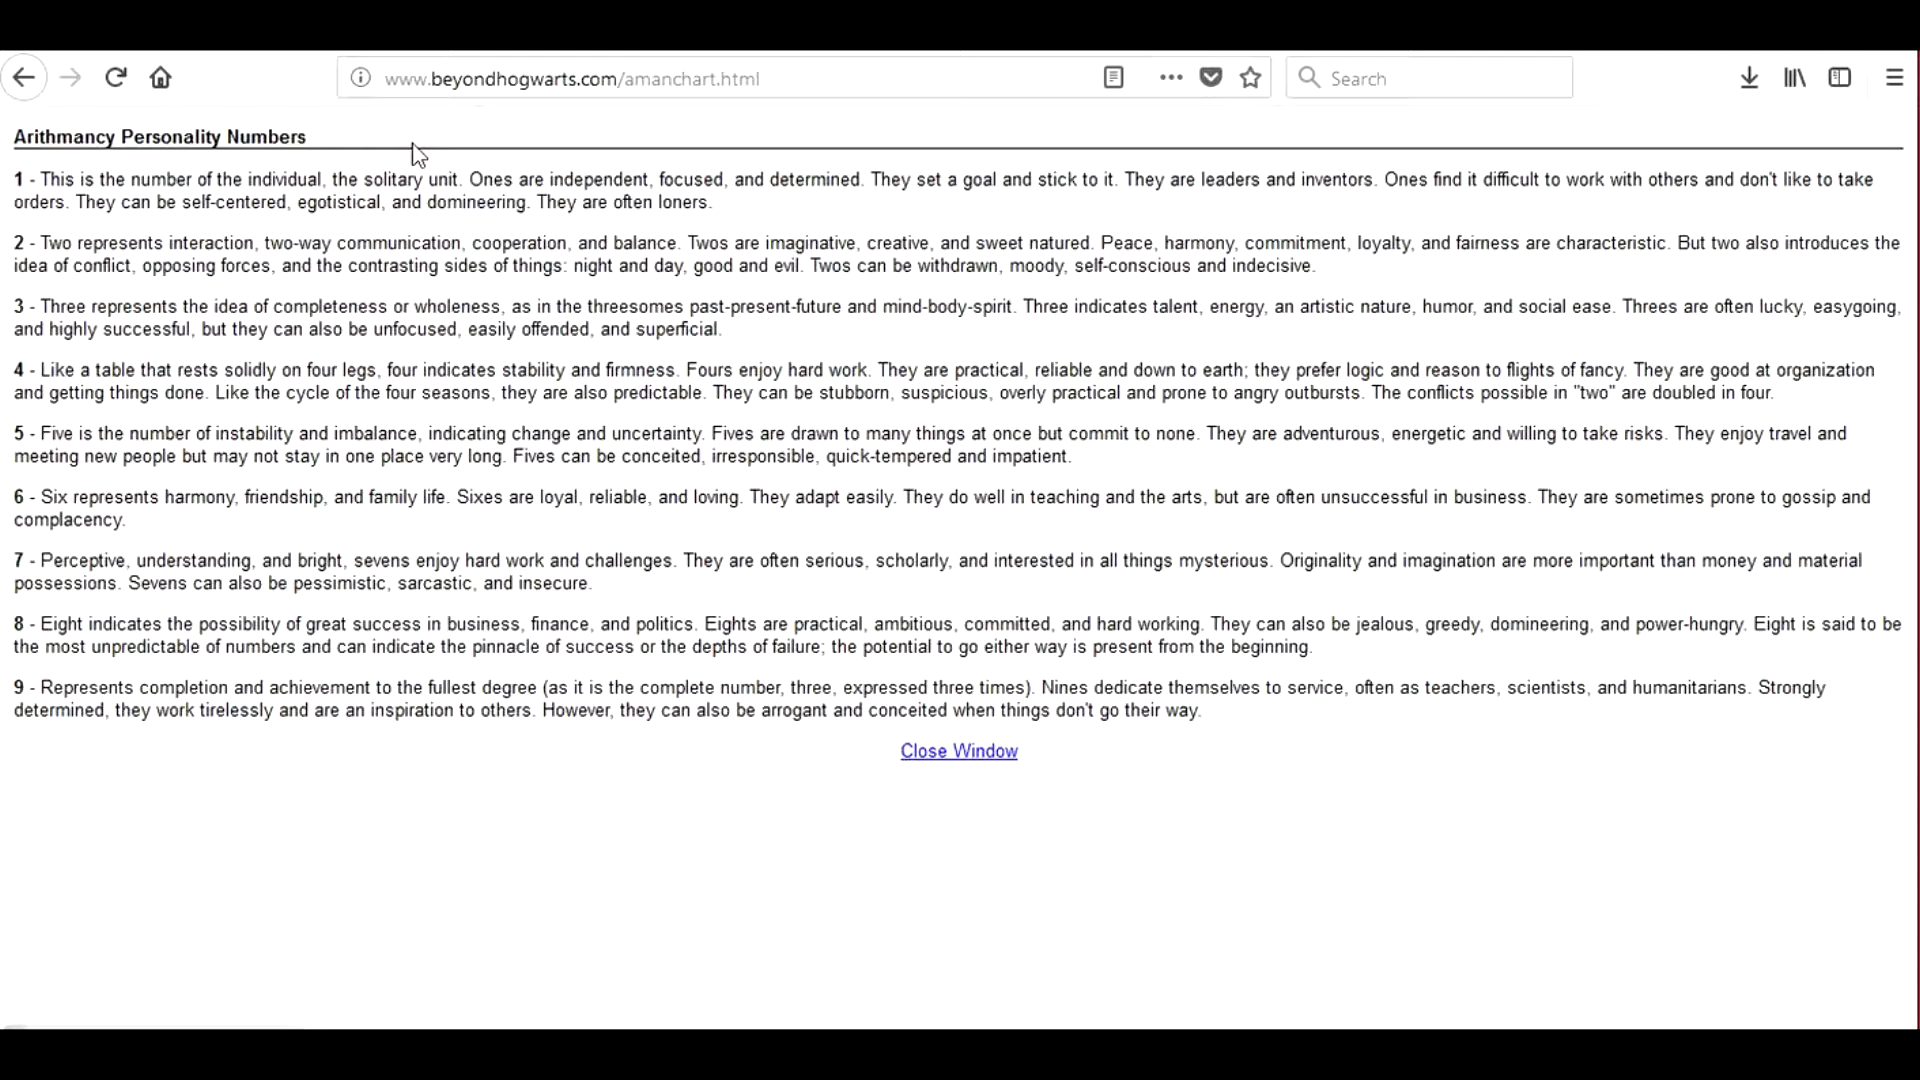 www.beyondhogwarts.com/amanchart.html
Search
Arithmancy Personality Numbers
1 - This is the number of the individual, the solitary unit. Ones are independent, focused, and determined. They set a goal and stick to it. They are leaders and inventors. Ones find it difficult to work with others and don't like to take
orders. They can be self-centered, egotistical, and domineering. They are often loners.
2 - Two represents interaction, two-way communication, cooperation, and balance. Twos are imaginative, creative, and sweet natured. Peace, harmony, commitment, loyalty, and fairness are characteristic. But two also introduces the
idea of conflict, opposing forces, and the contrasting sides of things: night and day, good and evil. Twos can be withdrawn, moody, self-conscious and indecisive.
3 - Three represents the idea of completeness or wholeness, as in the threesomes past-present-future and mind-body-spirit. Three indicates talent, energy, an artistic nature, humor, and social ease. Threes are often lucky, easygoing,
and highly successful, but they can also be unfocused, easily offended, and superficial.
4 - Like a table that rests solidly on four legs, four indicates stability and firmness. Fours enjoy hard work. They are practical, reliable and down to earth; they prefer logic and reason to flights of fancy. They are good at organization
and getting things done. Like the cycle of the four seasons, they are also predictable. They can be stubborn, suspicious, overly practical and prone to angry outbursts. The conflicts possible in "two" are doubled in four.
5 - Five is the number of instability and imbalance, indicating change and uncertainty. Fives are drawn to many things at once but commit to none. They are adventurous, energetic and willing to take risks. They enjoy travel and
meeting new people but may not stay in one place very long. Fives can be conceited, irresponsible, quick-tempered and impatient.
6 - Six represents harmony, friendship, and family life. Sixes are loyal, reliable, and loving. They adapt easily. They do well in teaching and the arts, but are often unsuccessful in business. They are sometimes prone to gossip and
complacency.
7 - Perceptive, understanding, and bright, sevens enjoy hard work and challenges. They are often serious, scholarly, and interested in all things mysterious. Originality and imagination are more important than money and material
possessions. Sevens can also be pessimistic, sarcastic, and insecure.
8 - Eight indicates the possibility of great success in business, finance, and politics. Eights are practical, ambitious, committed, and hard working. They can also be jealous, greedy, domineering, and power-hungry. Eight is said to be
the most unpredictable of numbers and can indicate the pinnacle of success or the depths of failure; the potential to go either way is present from the beginning.
9 - Represents completion and achievement to the fullest degree (as it is the complete number, three, expressed three times). Nines dedicate themselves to service, often as teachers, scientists, and humanitarians. Strongly
determined, they work tirelessly and are an inspiration to others. However, they can also be arrogant and conceited when things don't go their way.
Close Window